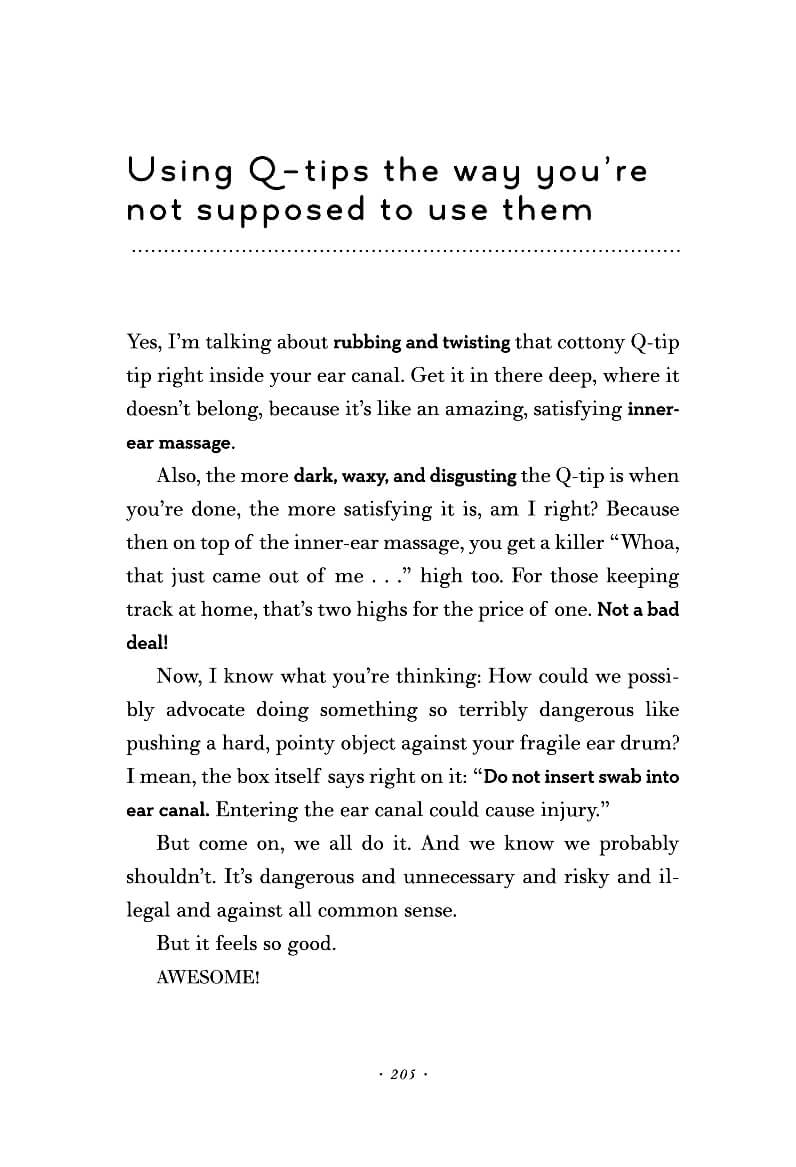 Using Q-tips the way you’re
not supposed to use them
Yes, I’m talking about rubbing and twisting that cottony Q-tip
tip right inside your ear canal. Get it in there deep, where it
doesn’t belong, because it’s like an amazing, satisfying inner-
ear massage.
Also, the more dark, waxy, and disgusting the Q-tip is when
you’re done, the more satisfying it is, am I right? Because
then on top of the inner-ear massage, you get a killer “Whoa,
that just came out of me . . .” high too. For those keeping
track at home, that’s two highs for the price of one. Not a bad
deal!
Now, I know what you’re thinking: How could we possi-
bly advocate doing something so terribly dangerous like
pushing a hard, pointy object against your fragile ear drum?
I mean, the box itself says right on it: “Do not insert swab into
ear canal. Entering the ear canal could cause injury.”
But come on, we all do it. And we know we probably
shouldn’t. It’s dangerous and unnecessary and risky and il-
legal and against all common sense.
But it feels so good.
AWESOME!
· 205 ·